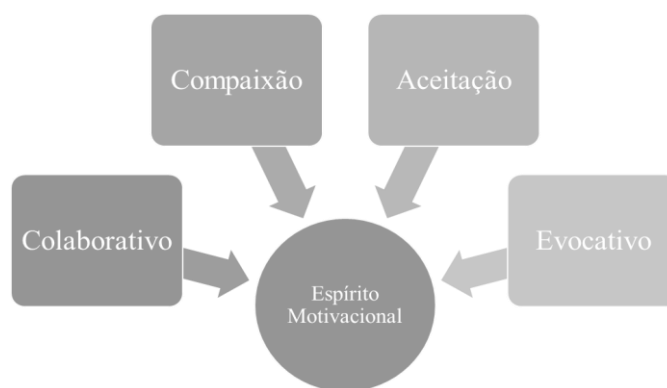 Compaixão
Aceitação
Colaborativo
Evocativo
Espírito
Motivacional